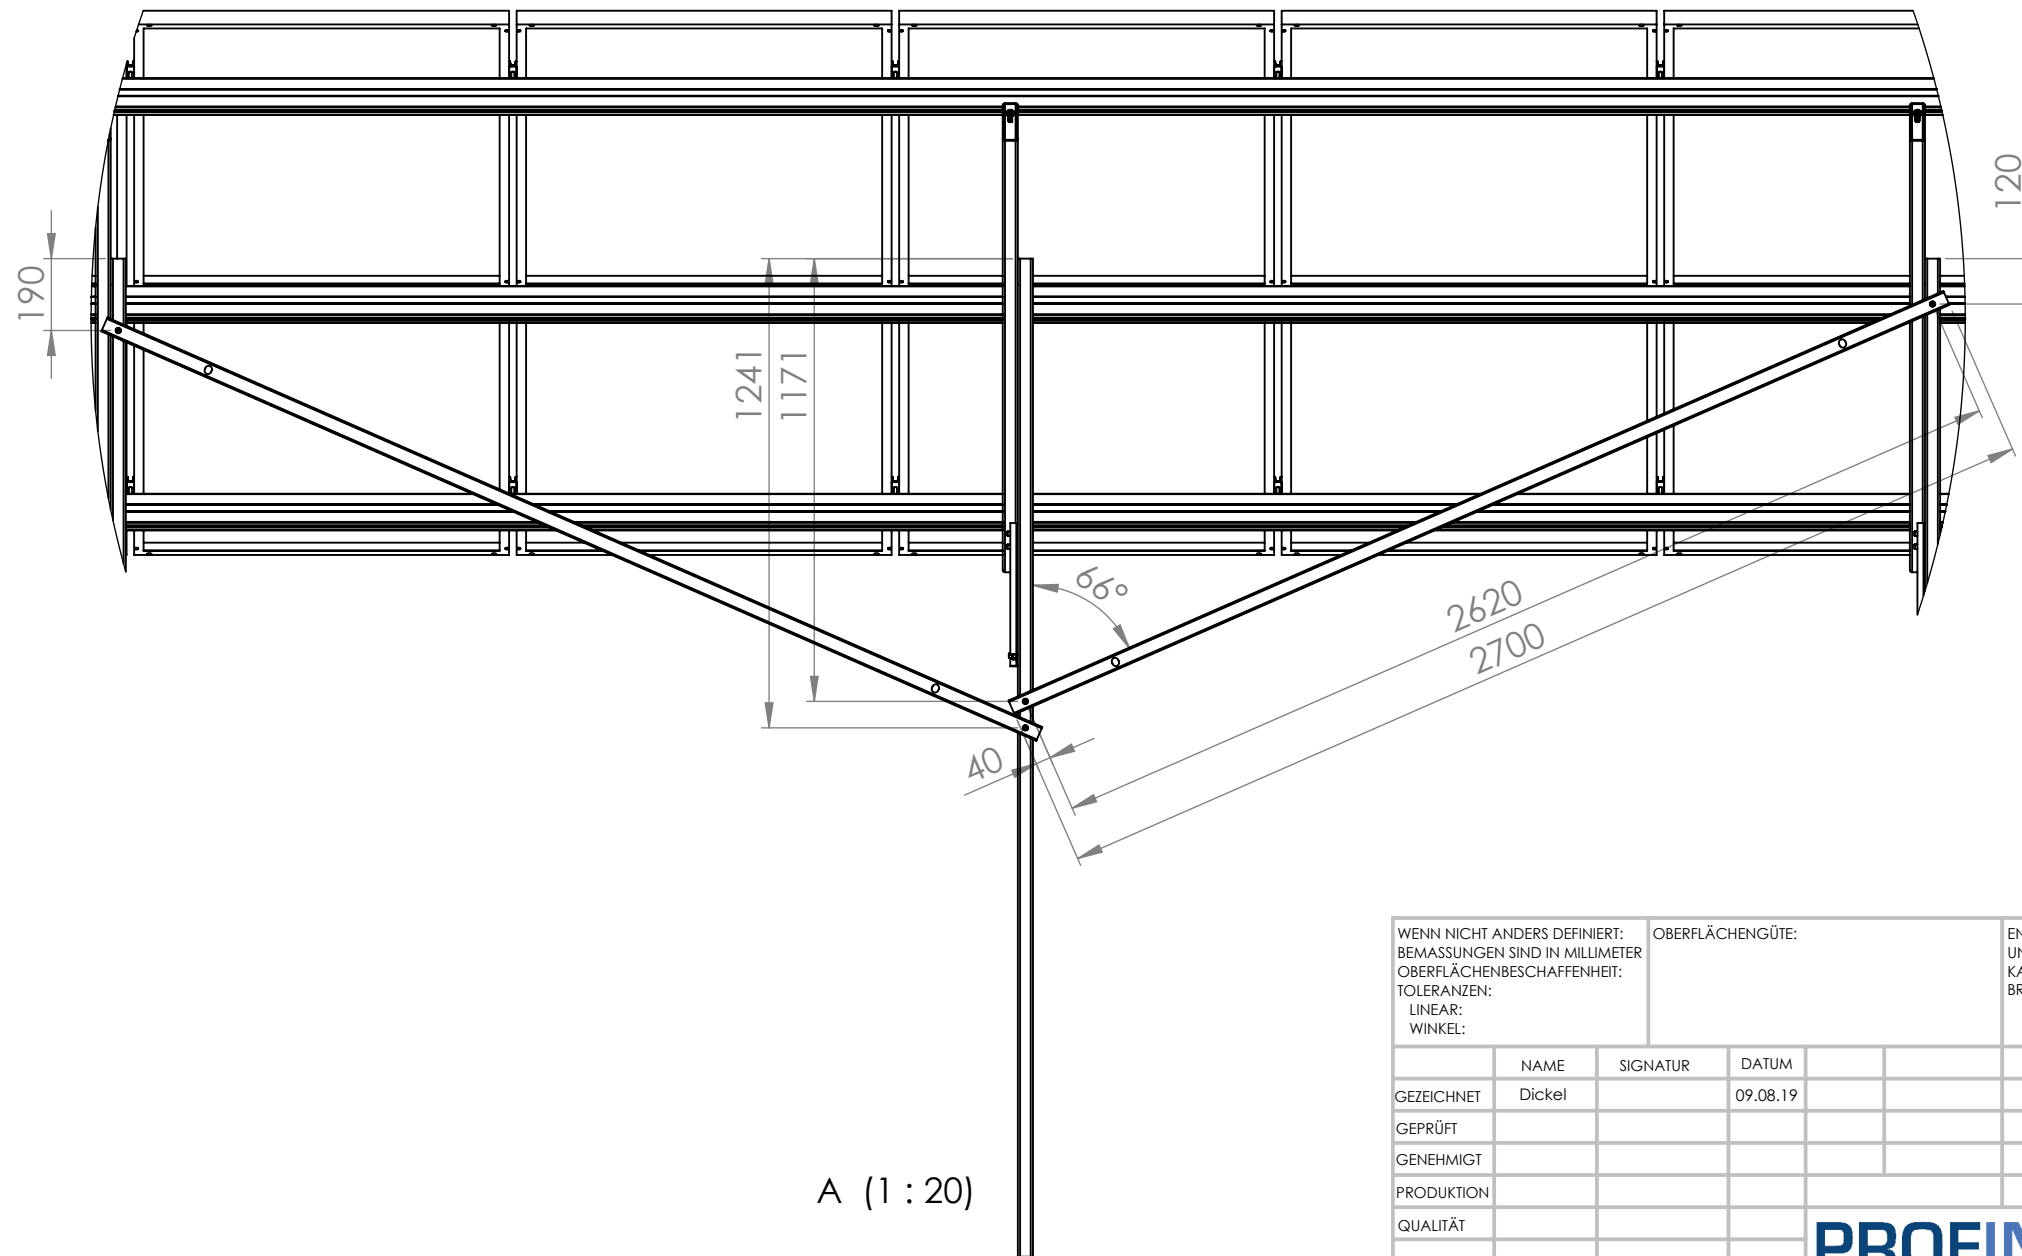 120
190
1241
1171
66°
2620
2700
40
A (1 : 20)
WENN NICHT ANDERS DEFINIERT:
BEMASSUNGEN SIND IN MILLIMETER
OBERFLÄCHENBESCHAFFENHEIT:
TOLERANZEN:
LINEAR:
WINKEL:
OBERFLÄCHENGÜTE:
NAME SIGNATUR DATUM
GEZEICHNET Dickel 09.08.19
GEPRÜFT
GENEHMIGT
PRODUKTION
QUALITÄT